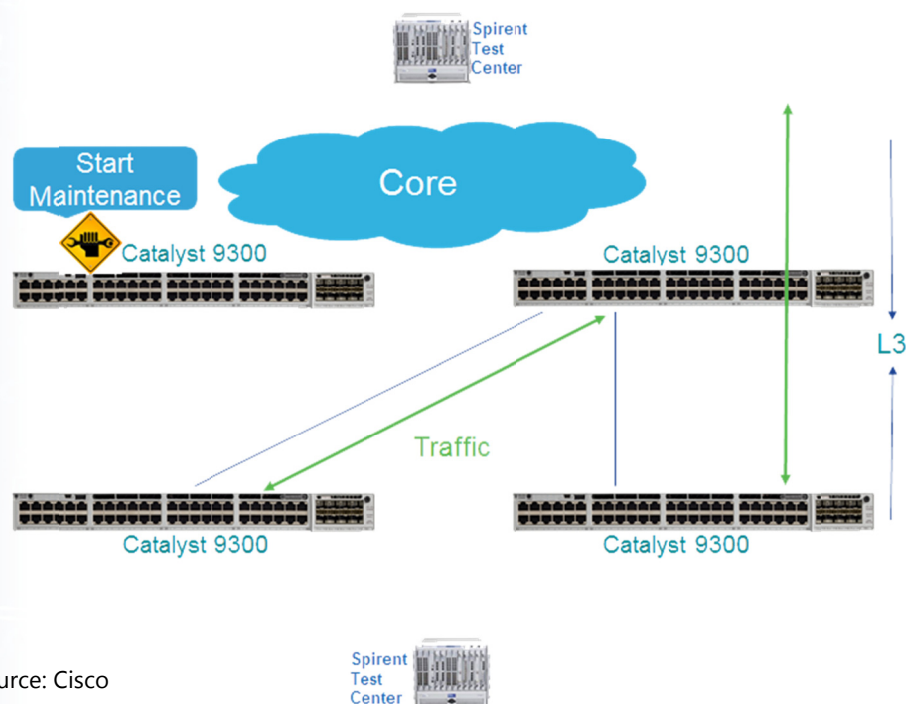 Spirent
Test
Center
Start
Maintenance
Core
Catalyst 9300
Catalyst 9300
L3
Traffic
Catalyst 9300
Catalyst 9300
Spirent
Test
Center
urce: Cisco